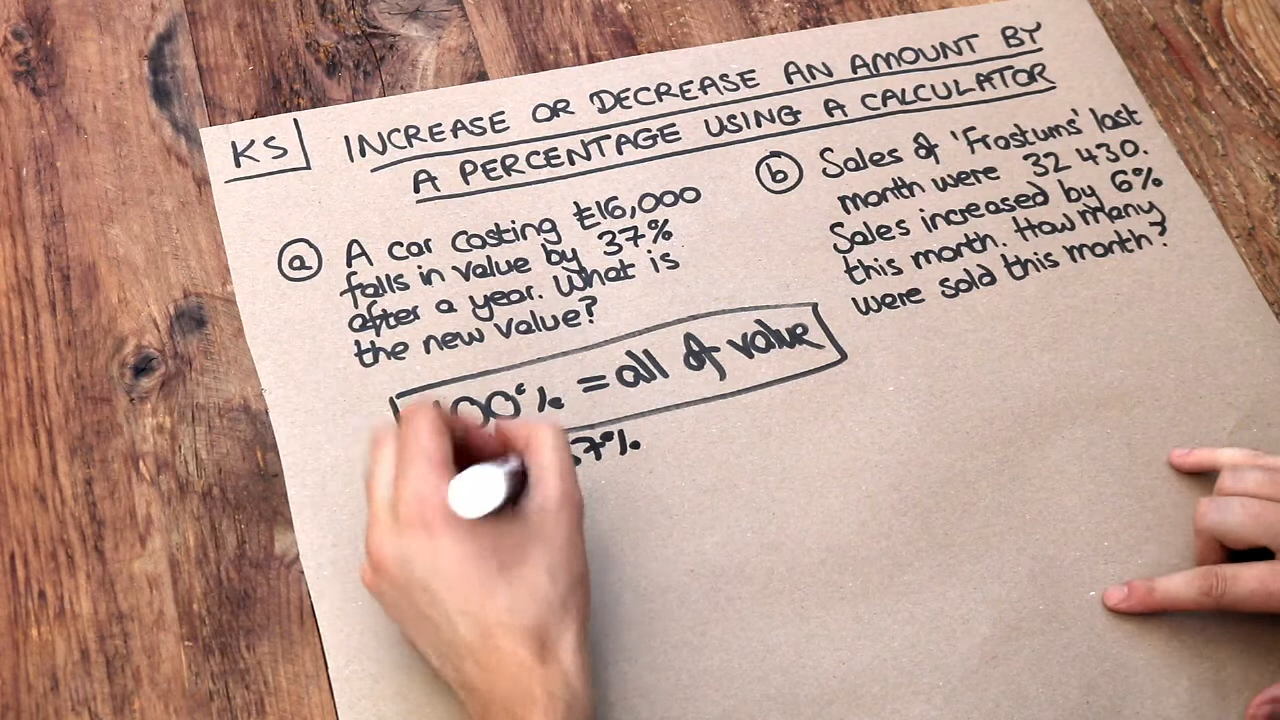 KS
INCREASE OR DECREASE AN AMOUNT BY
A PERCENTAGE USING A CALCULATOR
a A car costing £16,000
falls in value by 37%
after a year. What is
the new value?
b Sales of 'Frostums' last
month were 32 430.
Sales increased by 6%
this month. How many
were sold this month?
100% = all of value
37%